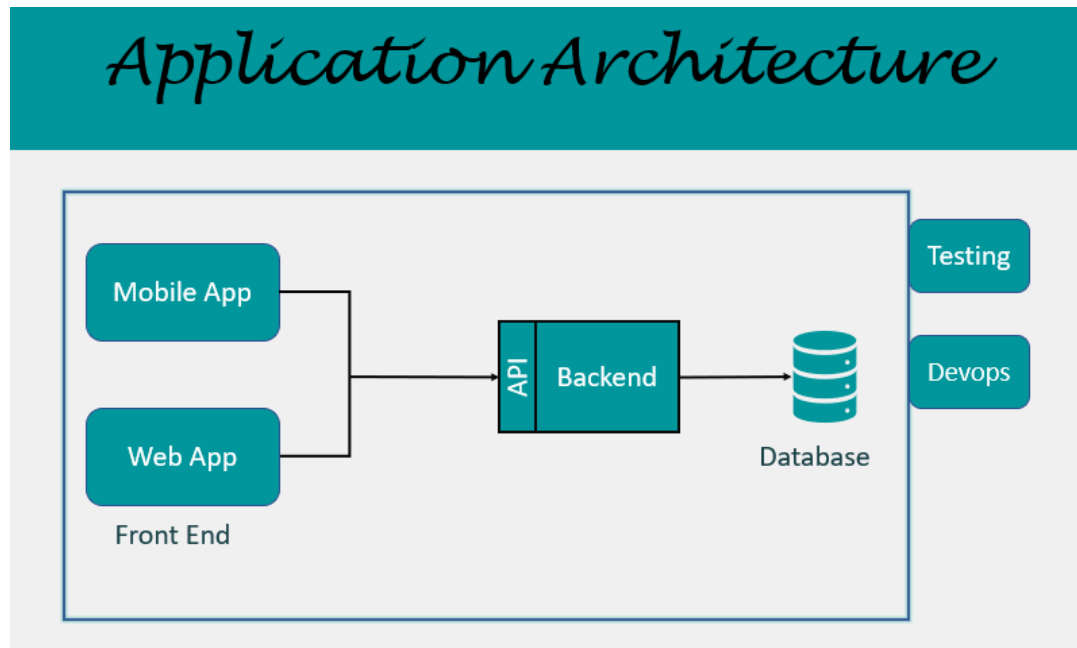 Application Architecture
Mobile App
Web App
Front End
API
Backend
Database
Testing
Devops